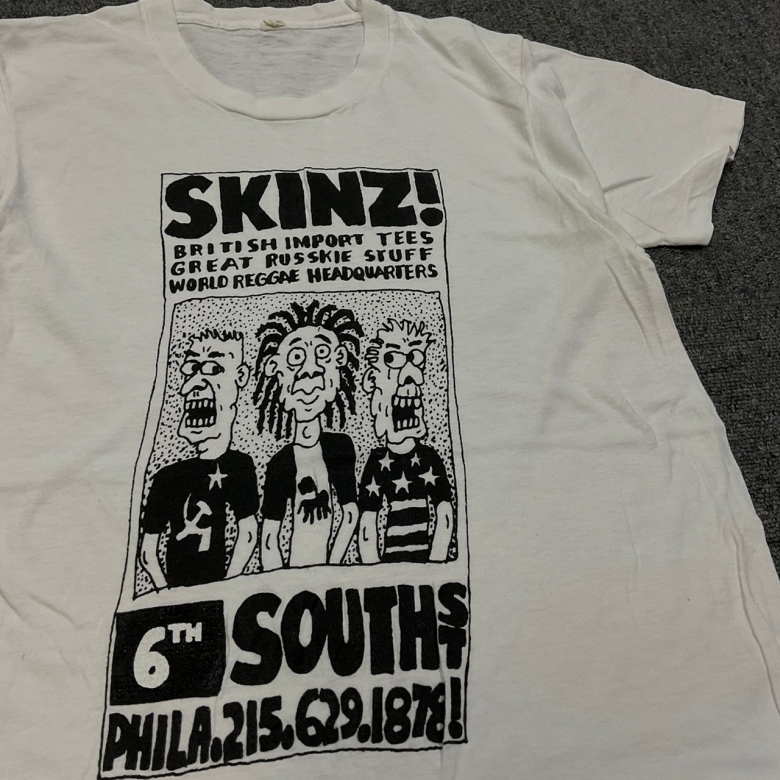 SKINZ!
BRITISH IMPORT TEES
GREAT RUSSKIE STUFF
WORLD REGGAE HEADQUARTERS
6TH SOUTH ST
PHILA.215.629.1878!